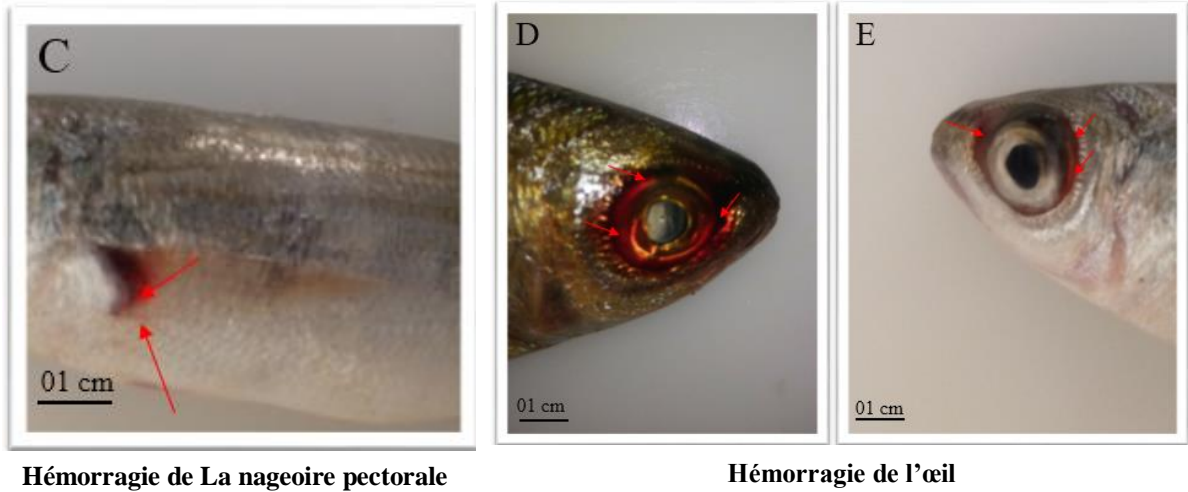 C
01 cm
D
01 cm
E
01 cm
Hémorragie de La nageoire pectorale
Hémorragie de l'œil